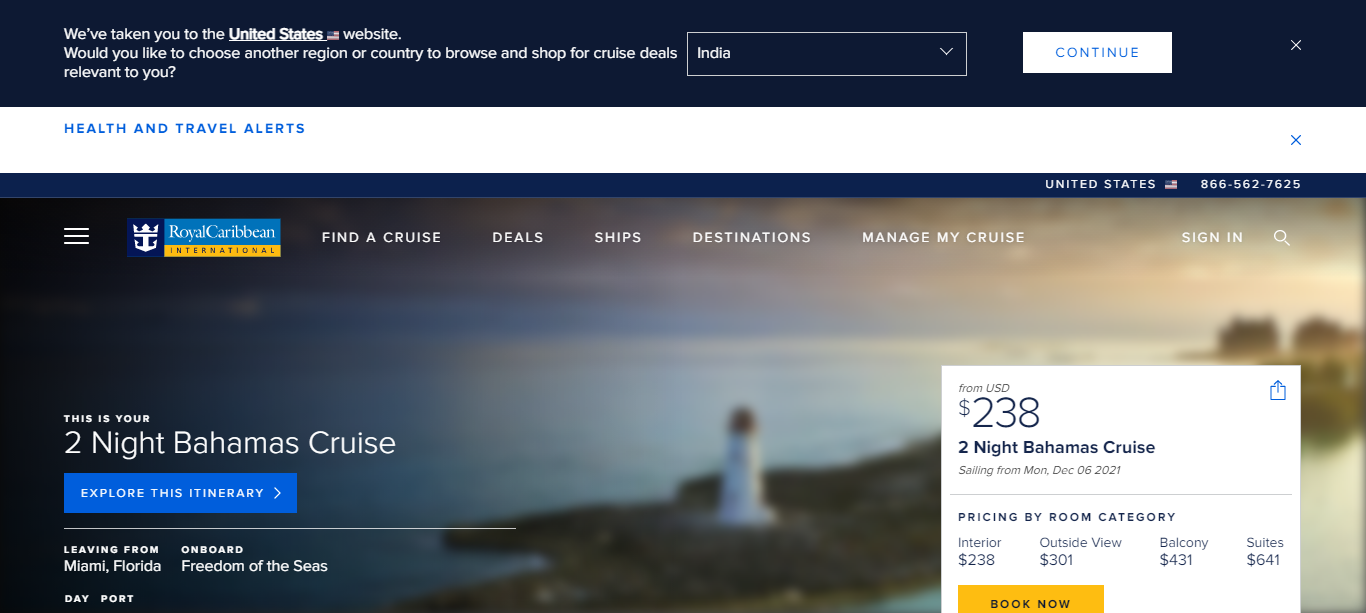 We've taken you to the United States website.
Would you like to choose another region or country to browse and shop for cruise deals
relevant to you?
India
CONTINUE
HEALTH AND TRAVEL ALERTS
UNITED STATES 866-562-7625
RoyalCaribbean
INTERNATIONAL
FIND A CRUISE DEALS SHIPS DESTINATIONS MANAGE MY CRUISE SIGN IN
THIS IS YOUR
2 Night Bahamas Cruise
EXPLORE THIS ITINERARY
LEAVING FROM ONBOARD
Miami, Florida Freedom of the Seas
DAY PORT
from USD
$238
2 Night Bahamas Cruise
Sailing from Mon, Dec 06 2021
PRICING BY ROOM CATEGORY
Interior Outside View Balcony Suites
$238 $301 $431 $641
BOOK NOW